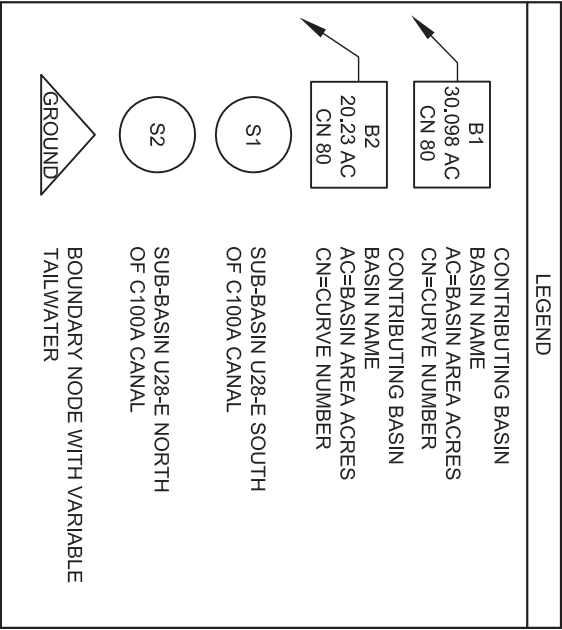 LEGEND
B1
30.098 AC
CN 80
CONTRIBUTING BASIN
BASIN NAME
AC=BASIN AREA ACRES
CN=CURVE NUMBER
B2
20.23 AC
CN 80
CONTRIBUTING BASIN
BASIN NAME
AC=BASIN AREA ACRES
CN=CURVE NUMBER
S1
SUB-BASIN U28-E SOUTH
OF C100A CANAL
S2
SUB-BASIN U28-E NORTH
OF C100A CANAL
GROUND
BOUNDARY NODE WITH VARIABLE
TAILWATER